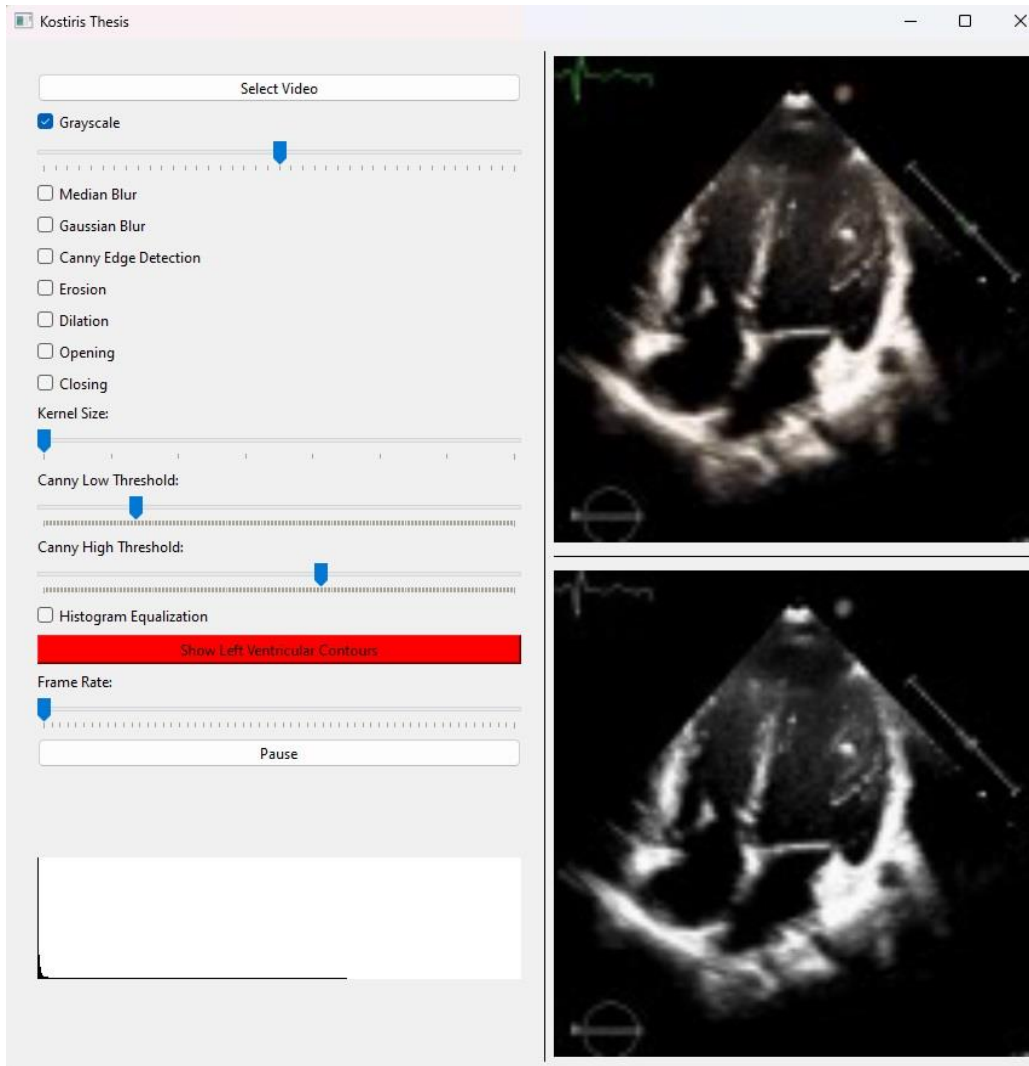 Kostiris Thesis
Select Video
Grayscale
Median Blur
Gaussian Blur
Canny Edge Detection
Erosion
Dilation
Opening
Closing
Kernel Size:
Canny Low Threshold:
Canny High Threshold:
Histogram Equalization
Show Left Ventricular Contours
Frame Rate:
Pause